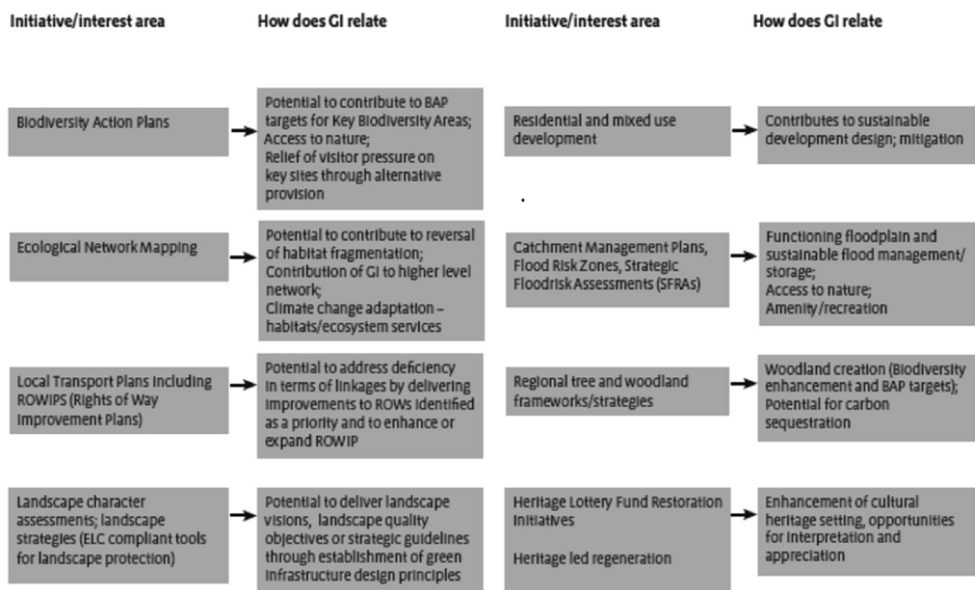 Initiative/interest area
How does GI relate
Initiative/interest area
How does GI relate
Biodiversity Action Plans
Potential to contribute to BAP
targets for Key Biodiversity Areas;
Access to nature;
Relief of visitor pressure on
key sites through alternative
provision
Residential and mixed use
development
Contributes to sustainable
development design; mitigation
Ecological Network Mapping
Potential to contribute to reversal
of habitat fragmentation;
Contribution of GI to higher level
network;
Climate change adaptation –
habitats/ecosystem services
Catchment Management Plans,
Flood Risk Zones, Strategic
Floodrisk Assessments (SFRAs)
Functioning floodplain and
sustainable flood management/
storage;
Access to nature;
Amenity/recreation
Local Transport Plans including
ROWIPS (Rights of Way
Improvement Plans)
Potential to address deficiency
in terms of linkages by delivering
improvements to ROWs identified
as a priority and to enhance or
expand ROWIP
Regional tree and woodland
frameworks/strategies
Woodland creation (Biodiversity
enhancement and BAP targets);
Potential for carbon
sequestration
Landscape character
assessments; landscape
strategies (ELC compliant tools
for landscape protection)
Potential to deliver landscape
visions, landscape quality
objectives or strategic guidelines
through establishment of green
infrastructure design principles
Heritage Lottery Fund Restoration
Initiatives
Heritage led regeneration
Enhancement of cultural
heritage setting, opportunities
for interpretation and
appreciation